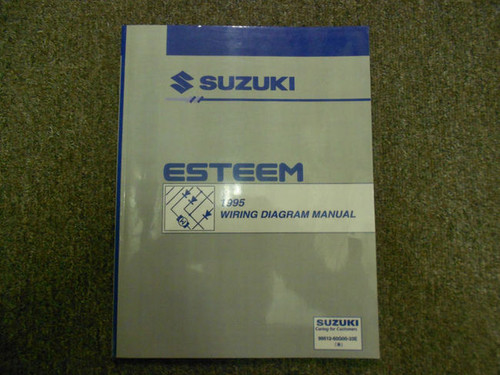 SUZUKI
ESTEEM
1995
WIRING DIAGRAM MANUAL
SUZUKI
Caring for Customers